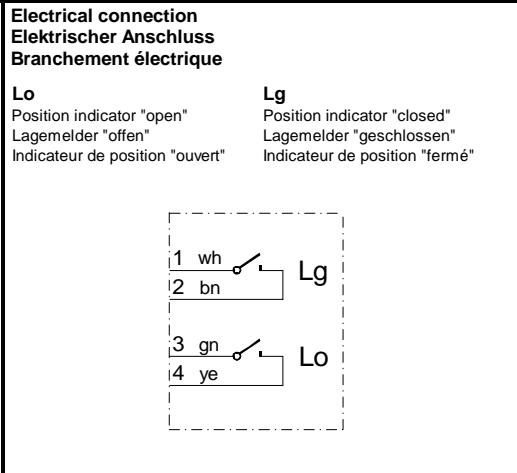 Electrical connection
Elektrischer Anschluss
Branchement électrique
Lo
Position indicator "open"
Lagemelder "offen"
Indicateur de position "ouvert"
Lg
Position indicator "closed"
Lagemelder "geschlossen"
Indicateur de position "fermé"
1 wh
2 bn
Lg
3 gn
4 ye
Lo